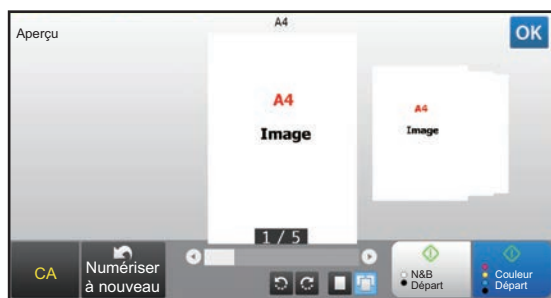 Aperçu
A4
OK
A4
Image
A4
Image
1 / 5
CA
Numériser
à nouveau
N&B
Départ
Couleur
Départ